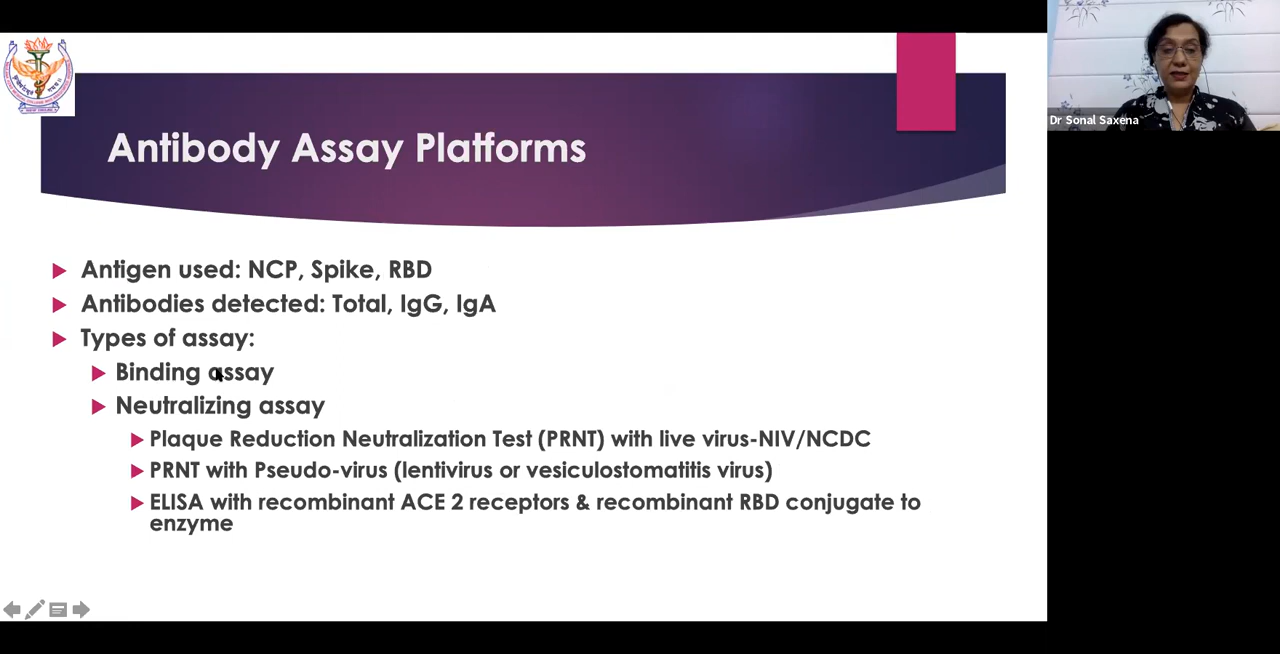 Antibody Assay Platforms
Antigen used: NCP, Spike, RBD
Antibodies detected: Total, IgG, IgA
Types of assay:
Binding assay
Neutralizing assay
Plaque Reduction Neutralization Test (PRNT) with live virus-NIV/NCDC
PRNT with Pseudo-virus (lentivirus or vesiculostomatitis virus)
ELISA with recombinant ACE 2 receptors & recombinant RBD conjugate to
enzyme
Dr Sonal Saxena